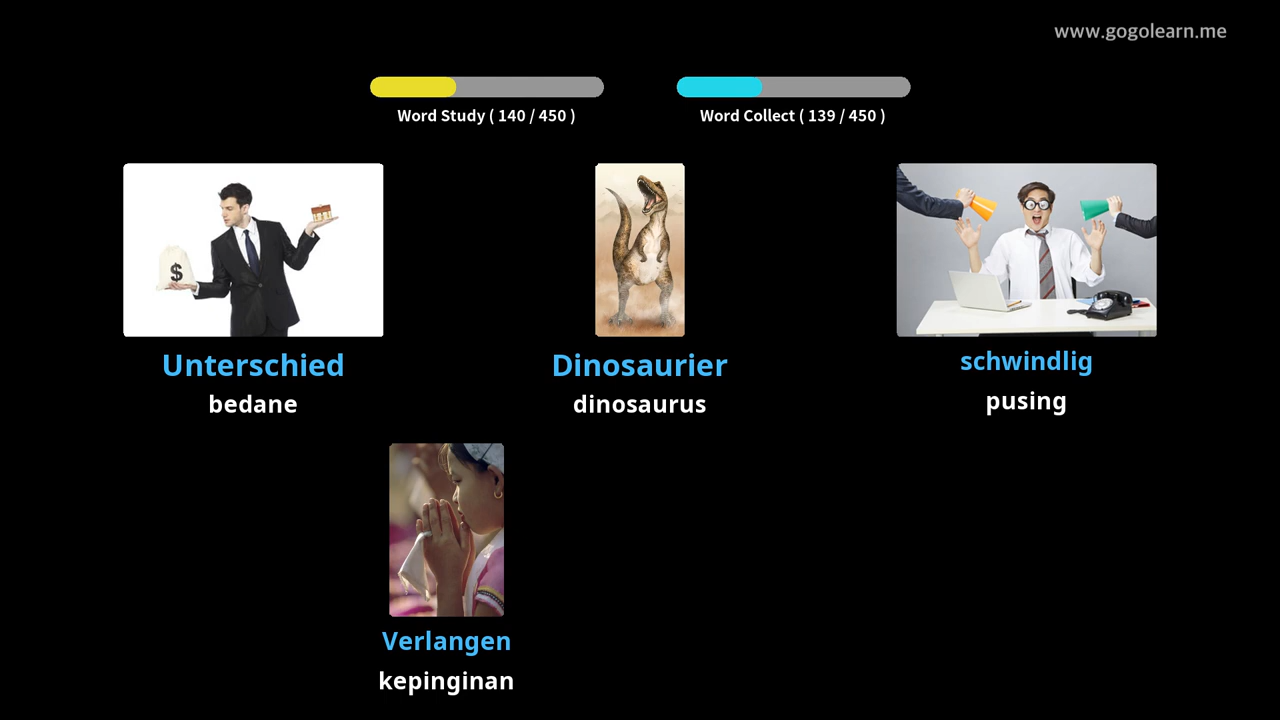 www.gogolearn.me
Word Study ( 140 / 450 )
Word Collect ( 139 / 450 )
$
Unterschied
bedane
Dinosaurier
dinosaurus
schwindlig
pusing
Verlangen
kepinginan